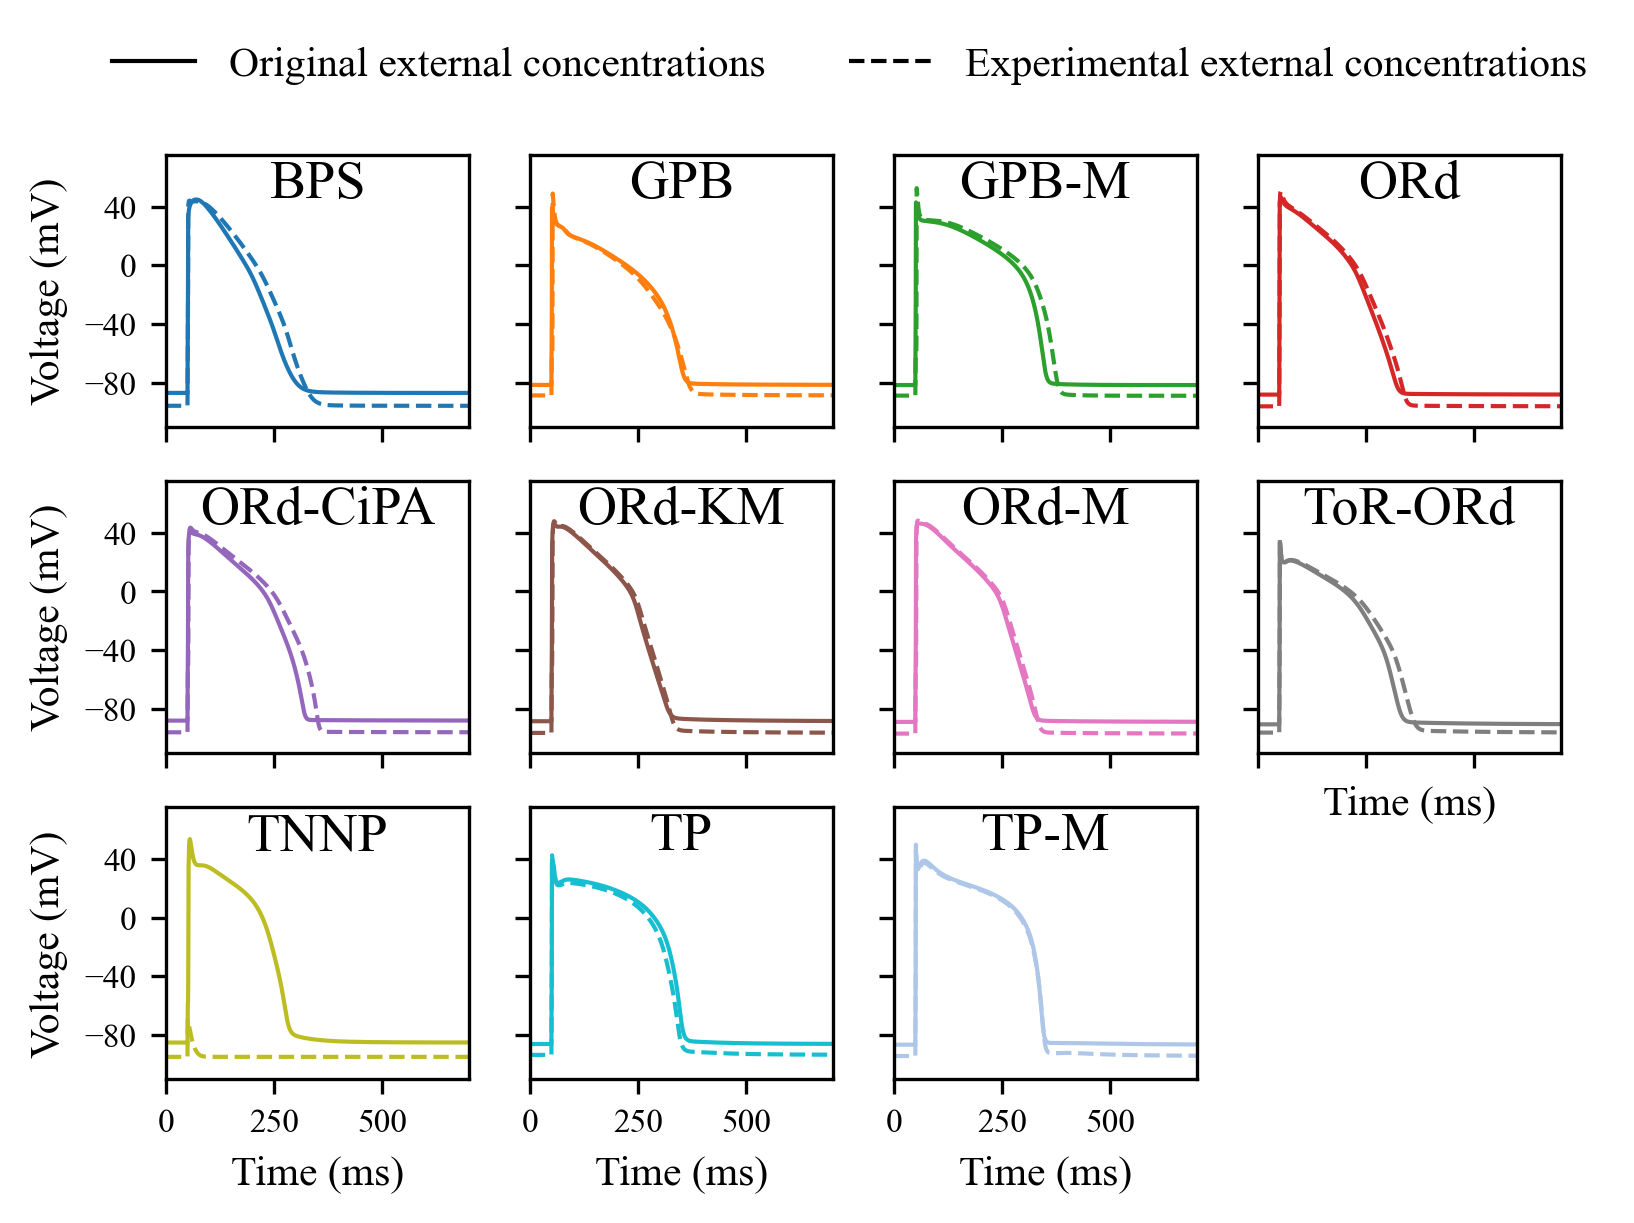 Original external concentrations Experimental external concentrations
BPS GPB GPB-M ORd
Voltage (mV)
40
0
−40
−80
ORd-CiPA ORd-KM ORd-M ToR-ORd
Voltage (mV)
40
0
−40
−80
Time (ms)
TNNP TP TP-M
Voltage (mV)
40
0
−40
−80
0 250 500 0 250 500 0 250 500
Time (ms) Time (ms) Time (ms)